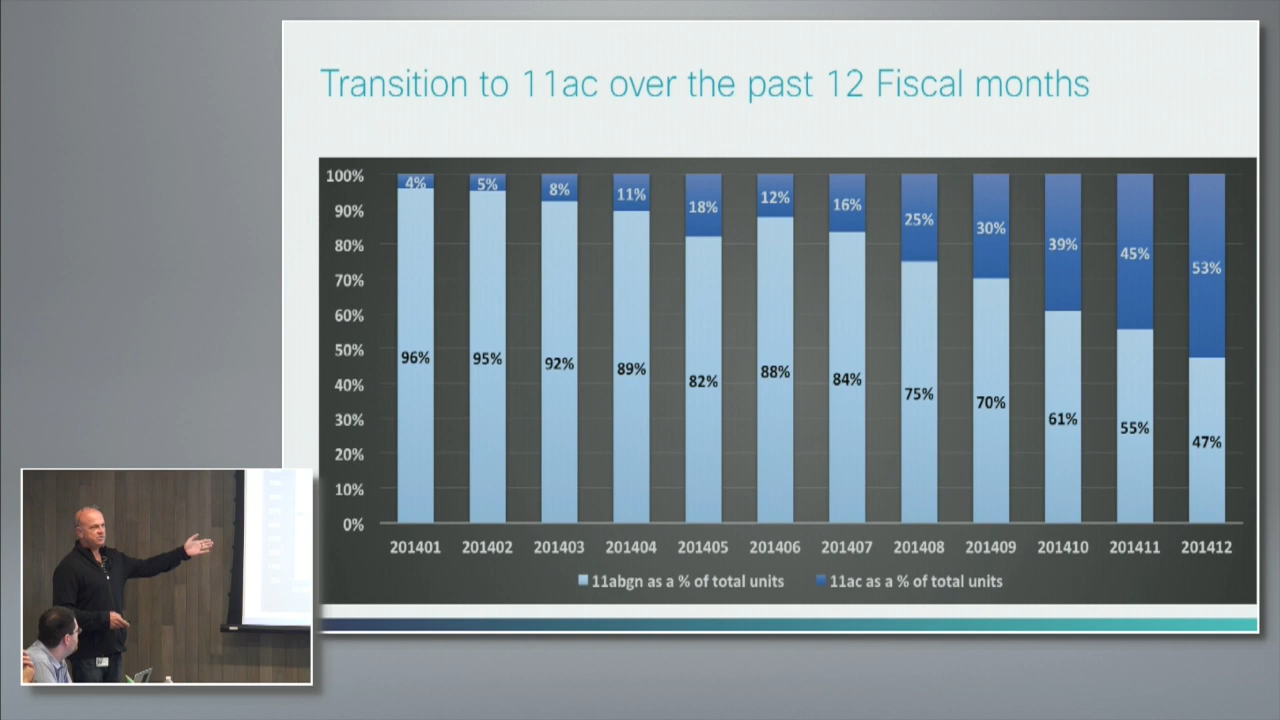 Transition to 11ac over the past 12 Fiscal months
100%
90%
80%
70%
60%
50%
40%
30%
20%
10%
0%
4% 5% 8% 11% 18% 12% 16% 25% 30% 39% 45% 53%
96% 95% 92% 89% 82% 88% 84% 75% 70% 61% 55% 47%
201401 201402 201403 201404 201405 201406 201407 201408 201409 201410 201411 201412
11abgn as a % of total units 11ac as a % of total units